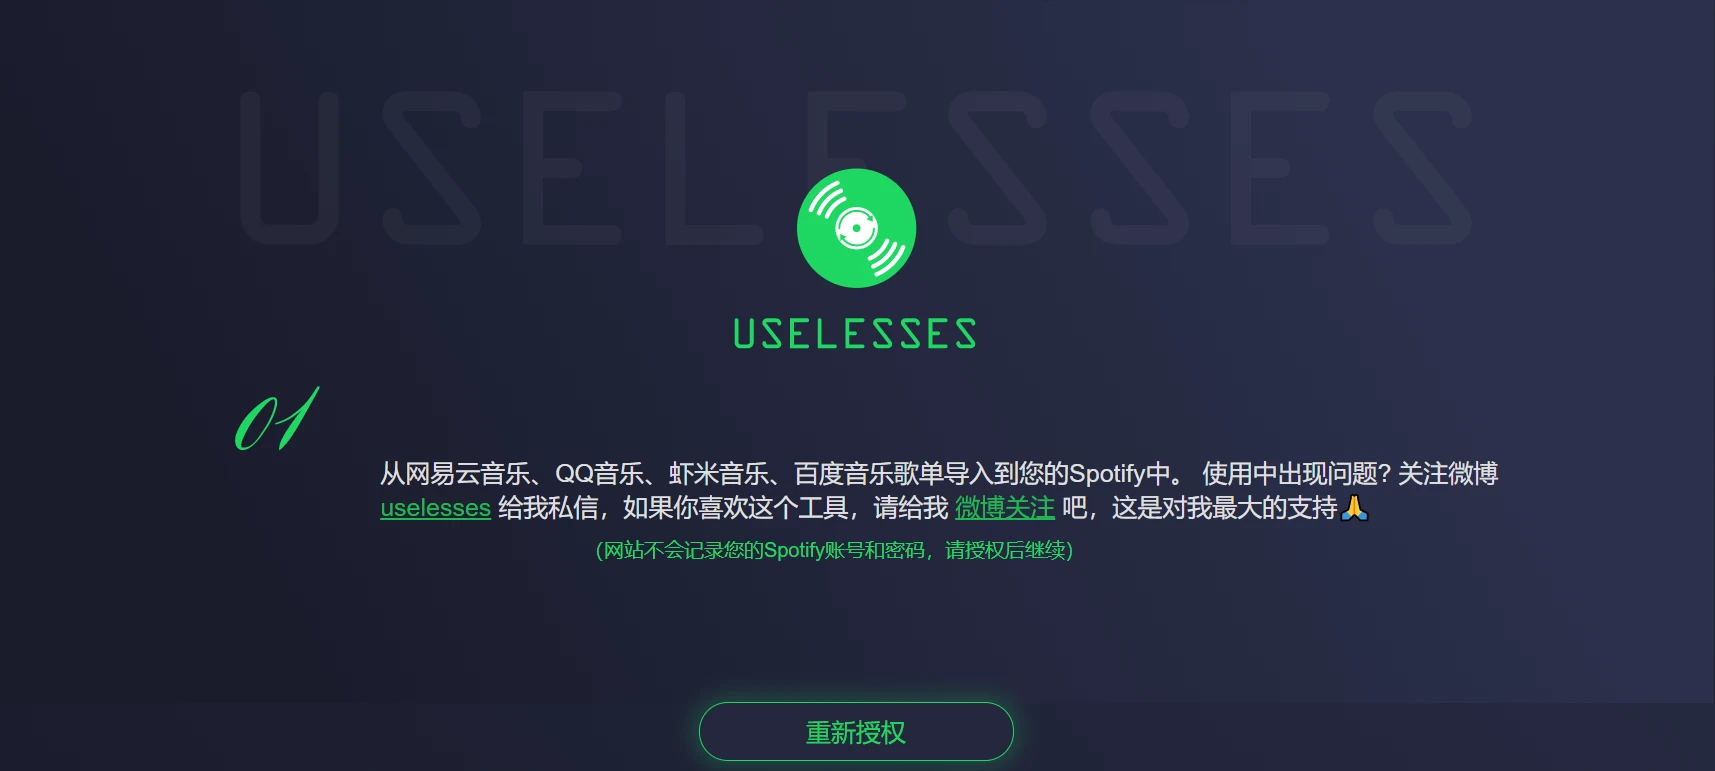 USELESSES
USELESSES
01
从网易云音乐、QQ音乐、虾米音乐、百度音乐歌单导入到您的Spotify中。 使用中出现问题? 关注微博
uselesses 给我私信，如果你喜欢这个工具，请给我 微博关注 吧，这是对我最大的支持🙏
（网站不会记录您的Spotify账号和密码，请授权后继续）
重新授权